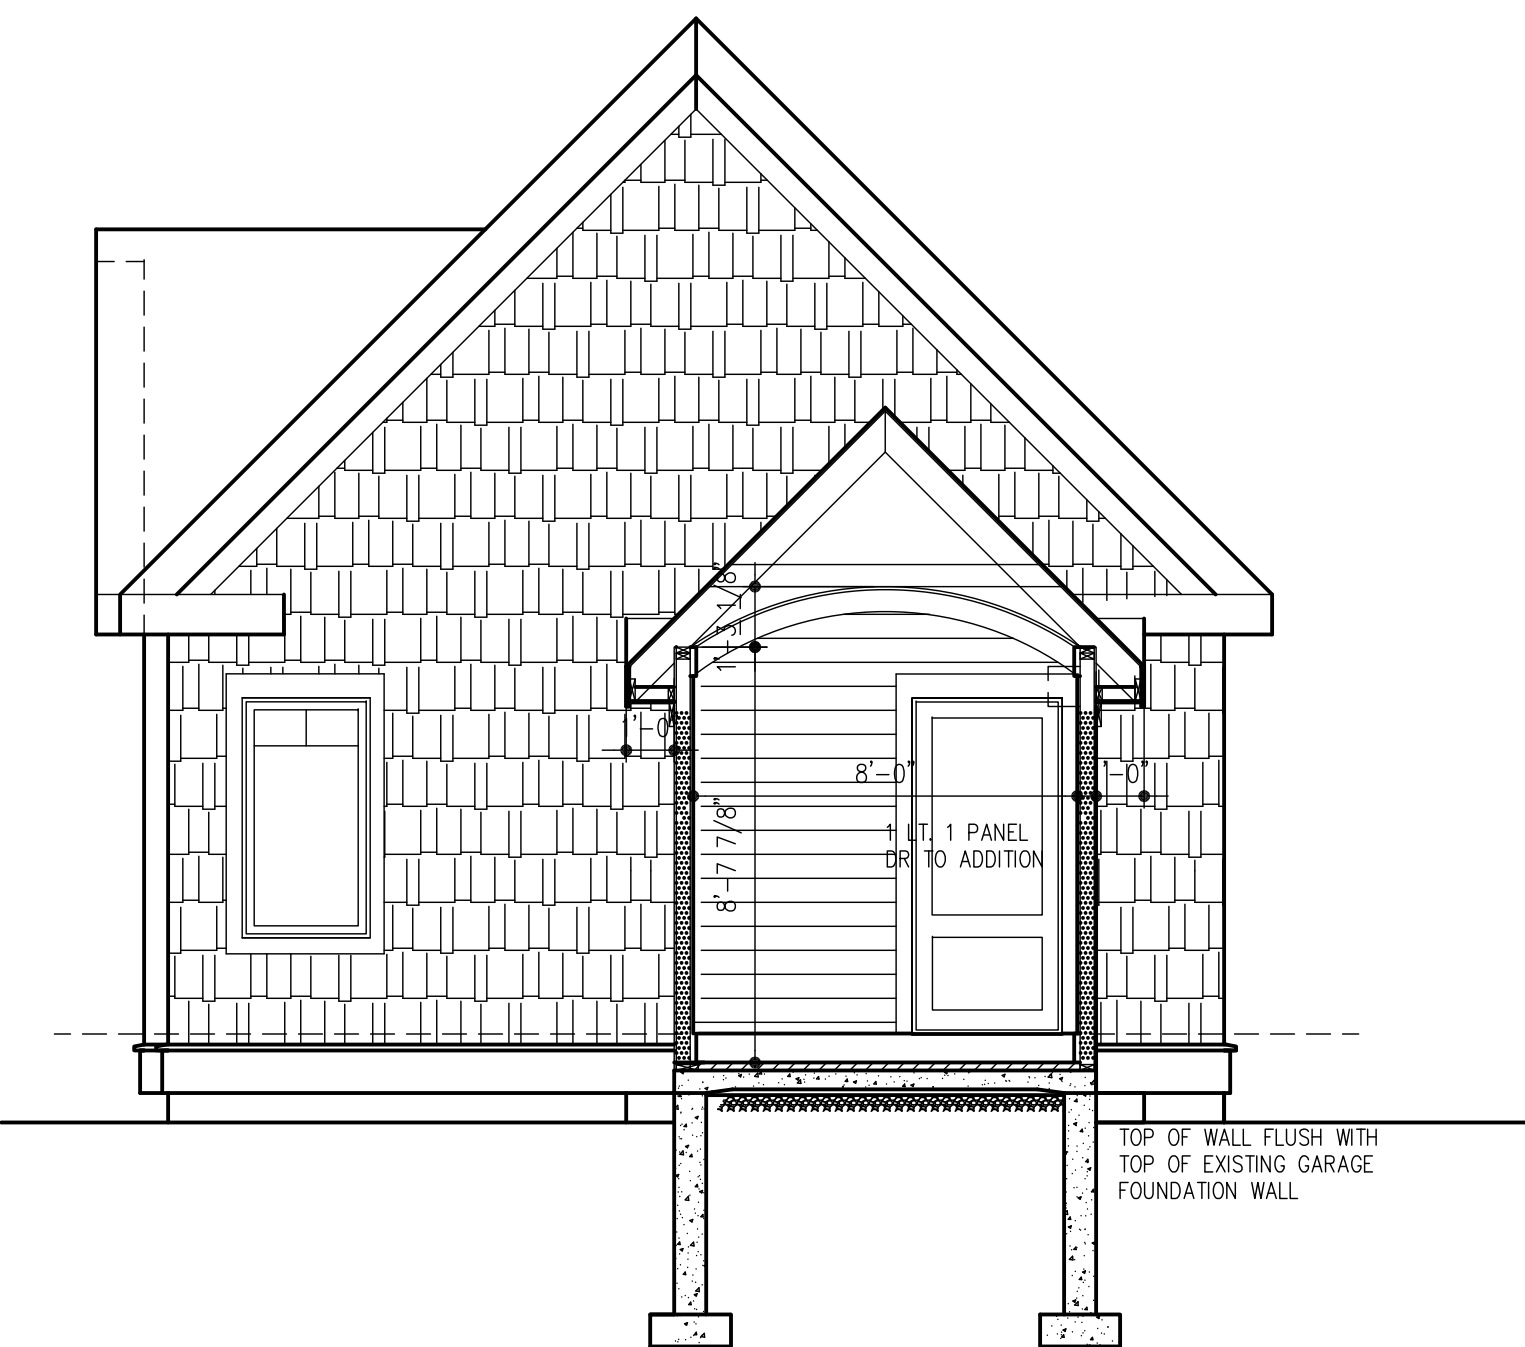 1'-3 1/8"
1'-0
8'-0"
1'-0"
8'-7 7/8"
1 LT. 1 PANEL
DR TO ADDITION
TOP OF WALL FLUSH WITH
TOP OF EXISTING GARAGE
FOUNDATION WALL